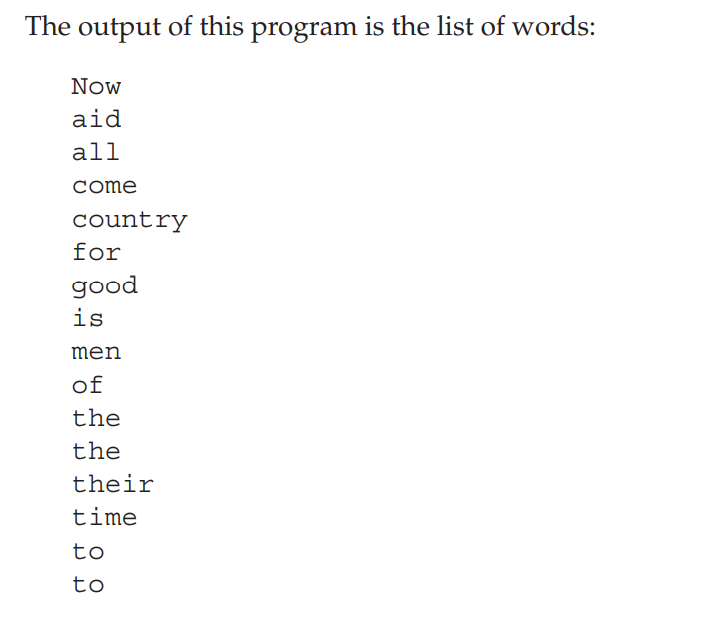 The output of this program is the list of words:
Now
aid
all
come
country
for
good
is
men
of
the
the
their
time
to
to